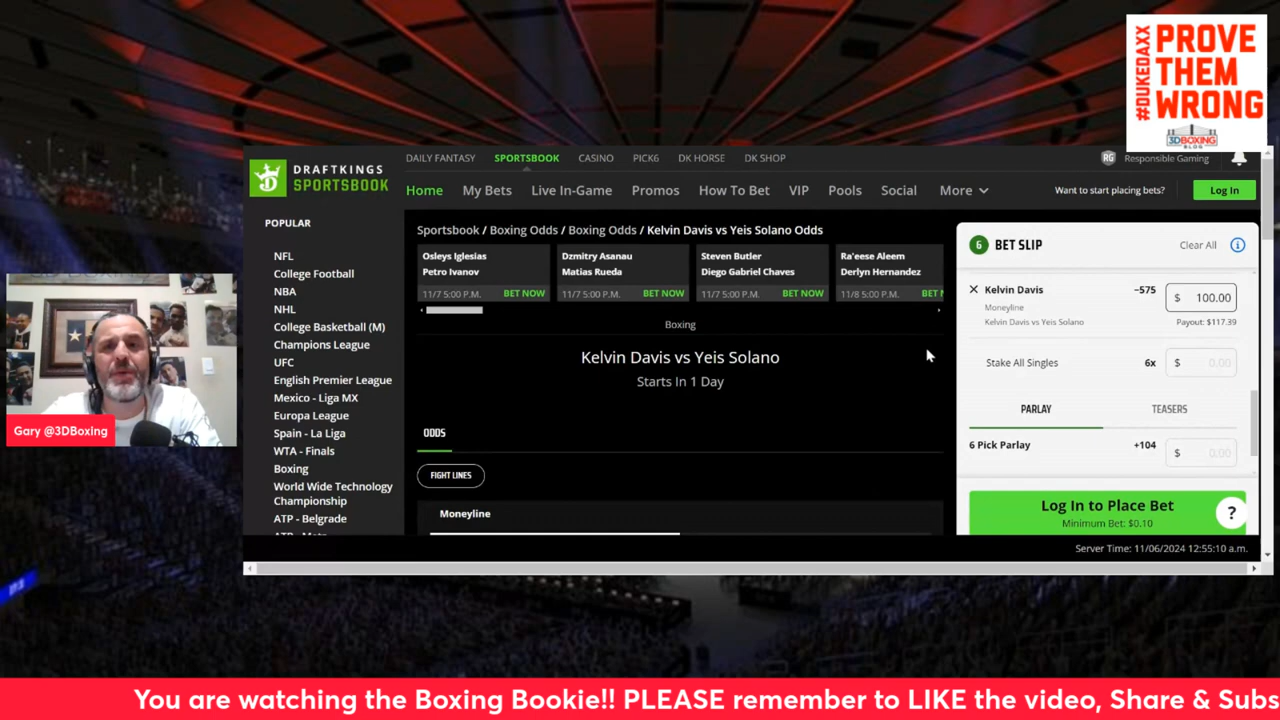 #DUKEDAXX
PROVE
THEM
WRONG
3DBOXING
BLOG
DRAFTKINGS
SPORTSBOOK
DAILY FANTASY SPORTSBOOK CASINO PICK6 DK HORSE DK SHOP
RG Responsible Gaming
Home My Bets Live In-Game Promos How To Bet VIP Pools Social More
Want to start placing bets? Log In
POPULAR
NFL
College Football
NBA
NHL
College Basketball (M)
Champions League
UFC
English Premier League
Mexico - Liga MX
Europa League
Spain - La Liga
WTA - Finals
Boxing
World Wide Technology
Championship
ATP - Belgrade
Sportsbook / Boxing Odds / Boxing Odds / Kelvin Davis vs Yeis Solano Odds
Osleys Iglesias
Petro Ivanov
11/7 5:00 P.M. BET NOW
Dzmitry Asanau
Matias Rueda
11/7 5:00 P.M. BET NOW
Steven Butler
Diego Gabriel Chaves
11/7 5:00 P.M. BET NOW
Ra'eese Aleem
Derlyn Hernandez
11/8 5:00 P.M. BET N
Boxing
Kelvin Davis vs Yeis Solano
Starts In 1 Day
ODDS
FIGHT LINES
Moneyline
6 BET SLIP Clear All
Kelvin Davis −575 $ 100.00
Moneyline
Kelvin Davis vs Yeis Solano Payout: $117.39
Stake All Singles 6x $ 0.00
PARLAY TEASERS
6 Pick Parlay +104 $ 0.00
Log In to Place Bet
Minimum Bet: $0.10
?
Server Time: 11/06/2024 12:55:10 a.m.
Gary @3DBoxing
You are watching the Boxing Bookie!! PLEASE remember to LIKE the video, Share & Subs